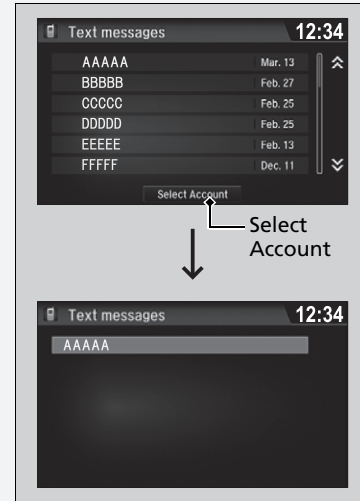 Text messages 12:34
AAAAA Mar. 13
BBBBB Feb. 27
CCCCC Feb. 25
DDDDD Feb. 25
EEEEE Feb. 13
FFFFF Dec. 11
Select Account
Select
Account
Text messages 12:34
AAAAA